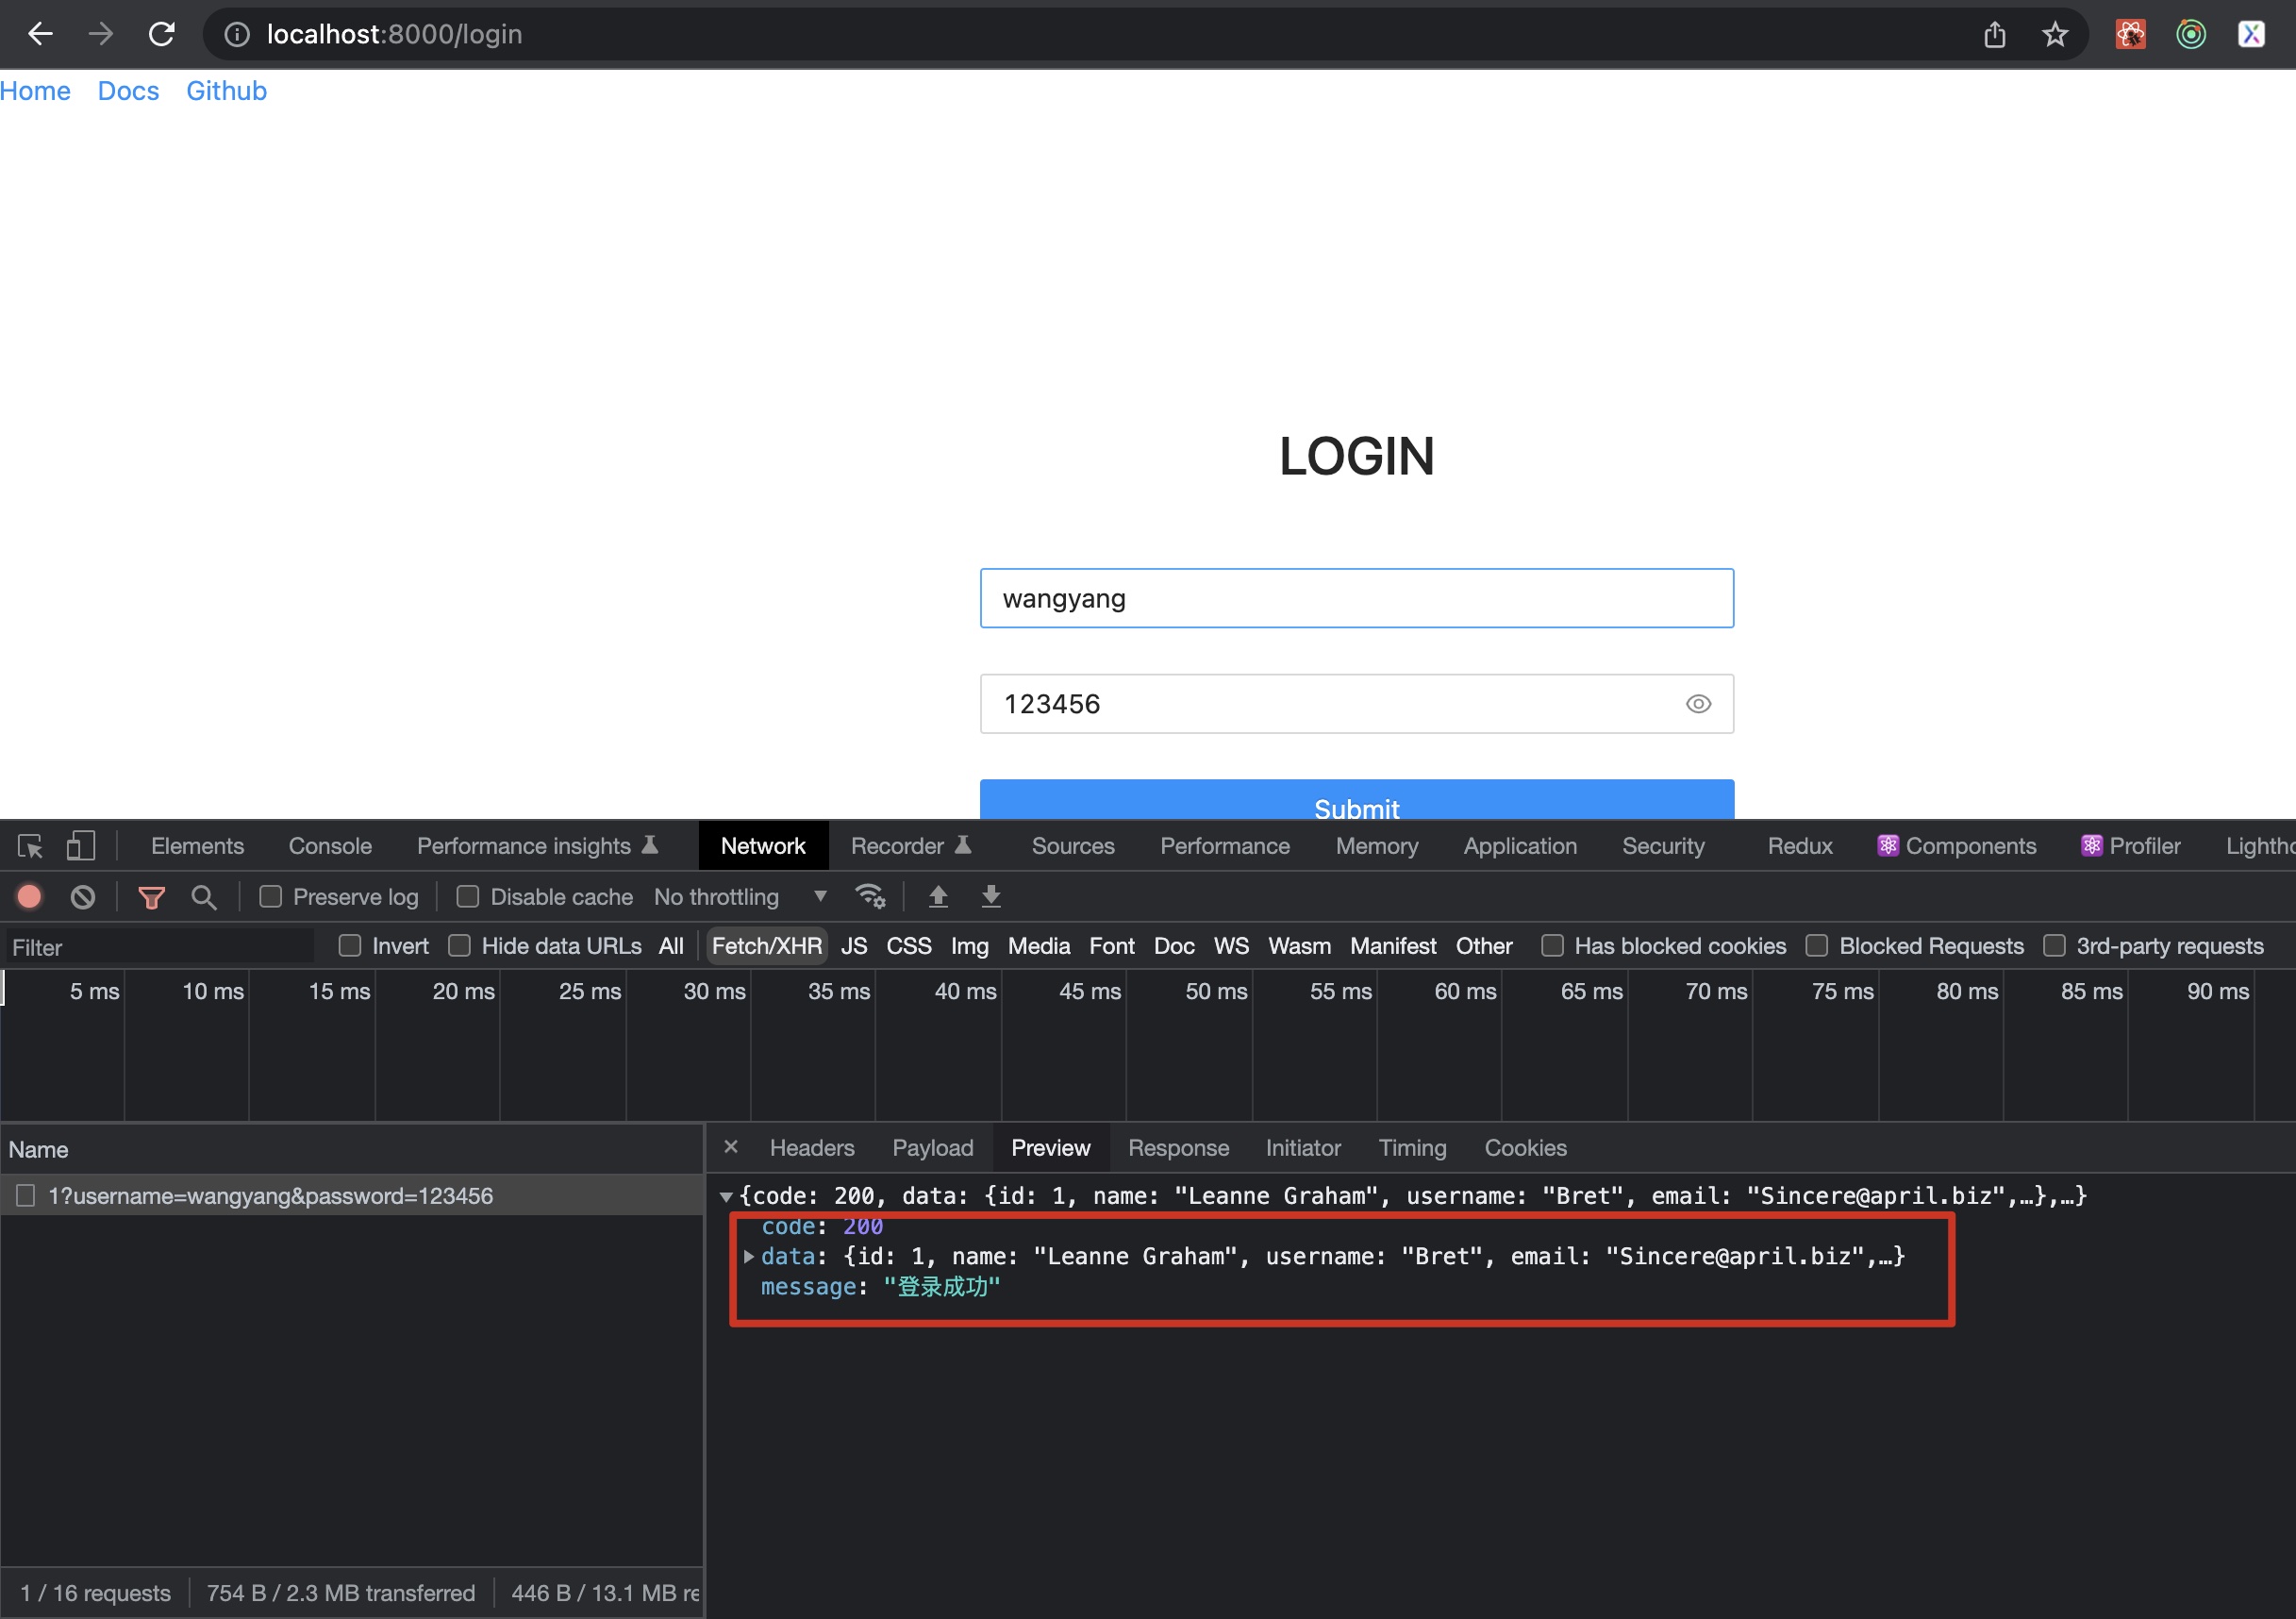 localhost:8000/login
Home Docs Github
LOGIN
wangyang
123456
Submit
Elements Console Performance insights Network Recorder Sources Performance Memory Application Security Redux Components Profiler Lighthc
Preserve log Disable cache No throttling
Filter Invert Hide data URLs All Fetch/XHR JS CSS Img Media Font Doc WS Wasm Manifest Other Has blocked cookies Blocked Requests 3rd-party requests
5 ms 10 ms 15 ms 20 ms 25 ms 30 ms 35 ms 40 ms 45 ms 50 ms 55 ms 60 ms 65 ms 70 ms 75 ms 80 ms 85 ms 90 ms
Name
1?username=wangyang&password=123456
× Headers Payload Preview Response Initiator Timing Cookies
{code: 200, data: {id: 1, name: "Leanne Graham", username: "Bret", email: "Sincere@april.biz",…},…}
code: 200
data: {id: 1, name: "Leanne Graham", username: "Bret", email: "Sincere@april.biz",…}
message: "登录成功"
1 / 16 requests 754 B / 2.3 MB transferred 446 B / 13.1 MB re